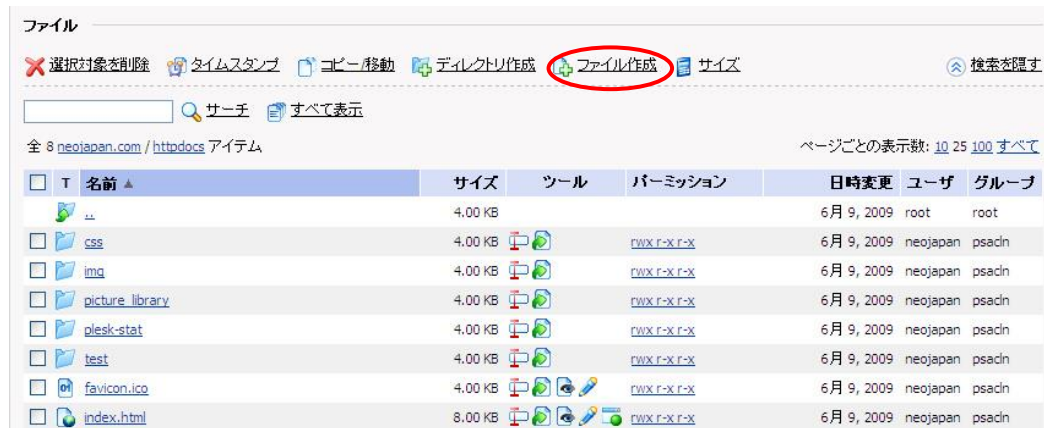 ファイル
選択対象を削除 タイムスタンプ コピー/移動 ディレクトリ作成 ファイル作成 サイズ 検索を隠す
サーチ すべて表示
全 8 neojapan.com / httpdocs アイテム ページごとの表示数: 10 25 100 すべて
T 名前 サイズ ツール パーミッション 日時変更 ユーザ グループ
.. 4.00 KB 6月 9, 2009 root root
css 4.00 KB rwx r-x r-x 6月 9, 2009 neojapan psacln
img 4.00 KB rwx r-x r-x 6月 9, 2009 neojapan psacln
picture_library 4.00 KB rwx r-x r-x 6月 9, 2009 neojapan psacln
plesk-stat 4.00 KB rwx r-x r-x 6月 9, 2009 neojapan psacln
test 4.00 KB rwx r-x r-x 6月 9, 2009 neojapan psacln
favicon.ico 4.00 KB rwx r-x r-x 6月 9, 2009 neojapan psacln
index.html 8.00 KB rwx r-x r-x 6月 9, 2009 neojapan psacln